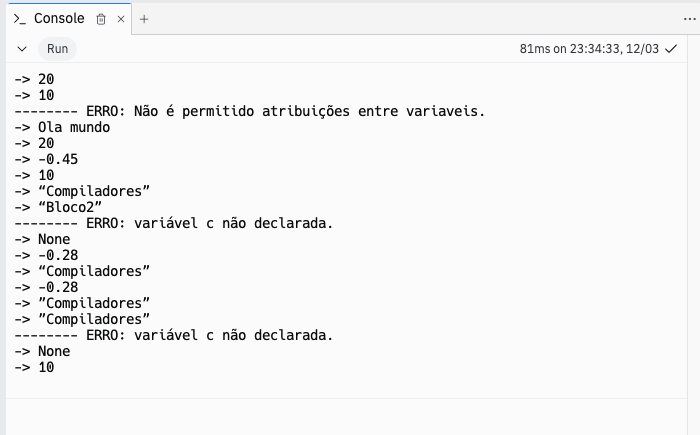 >_ Console
Run
81ms on 23:34:33, 12/03
-> 20
-> 10
-------- ERRO: Não é permitido atribuições entre variaveis.
-> Ola mundo
-> 20
-> -0.45
-> 10
-> “Compiladores”
-> “Bloco2”
-------- ERRO: variável c não declarada.
-> None
-> -0.28
-> “Compiladores”
-> -0.28
-> ”Compiladores”
-> ”Compiladores”
-------- ERRO: variável c não declarada.
-> None
-> 10